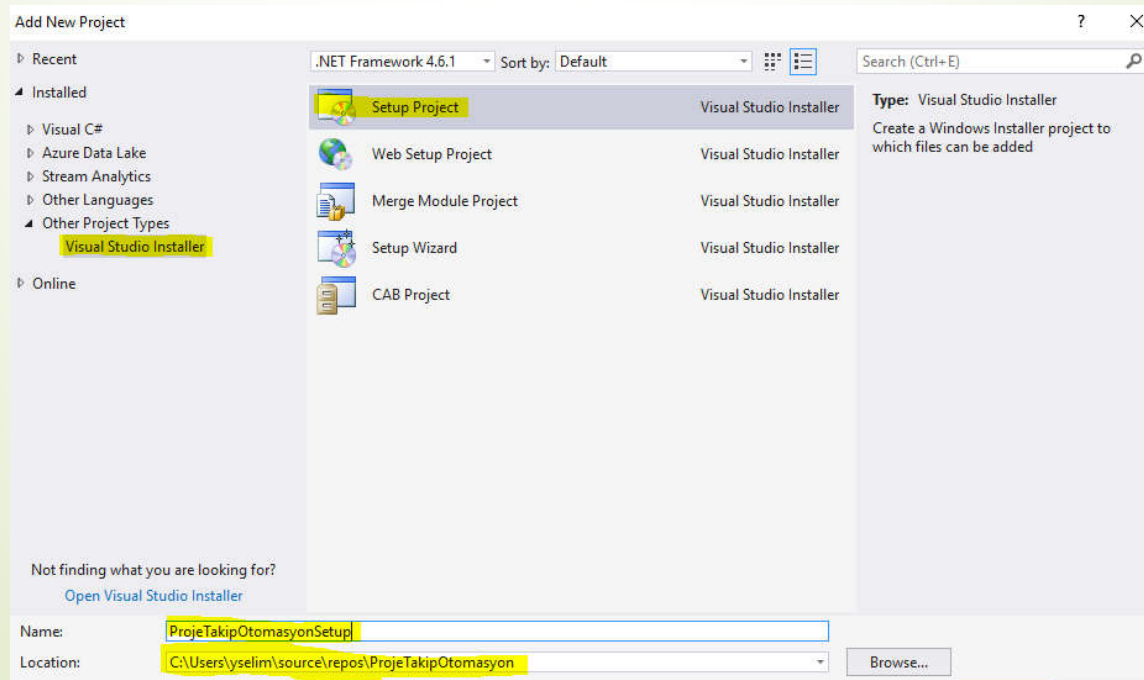 Add New Project
?
Recent
.NET Framework 4.6.1
Sort by:
Default
Search (Ctrl+E)
Installed
Visual C#
Azure Data Lake
Stream Analytics
Other Languages
Other Project Types
Visual Studio Installer
Online
Setup Project
Visual Studio Installer
Web Setup Project
Visual Studio Installer
Merge Module Project
Visual Studio Installer
Setup Wizard
Visual Studio Installer
CAB Project
Visual Studio Installer
Type: Visual Studio Installer
Create a Windows Installer project to
which files can be added
Not finding what you are looking for?
Open Visual Studio Installer
Name:
ProjeTakipOtomasyonSetup
Location:
C:\Users\yselim\source\repos\ProjeTakipOtomasyon
Browse...